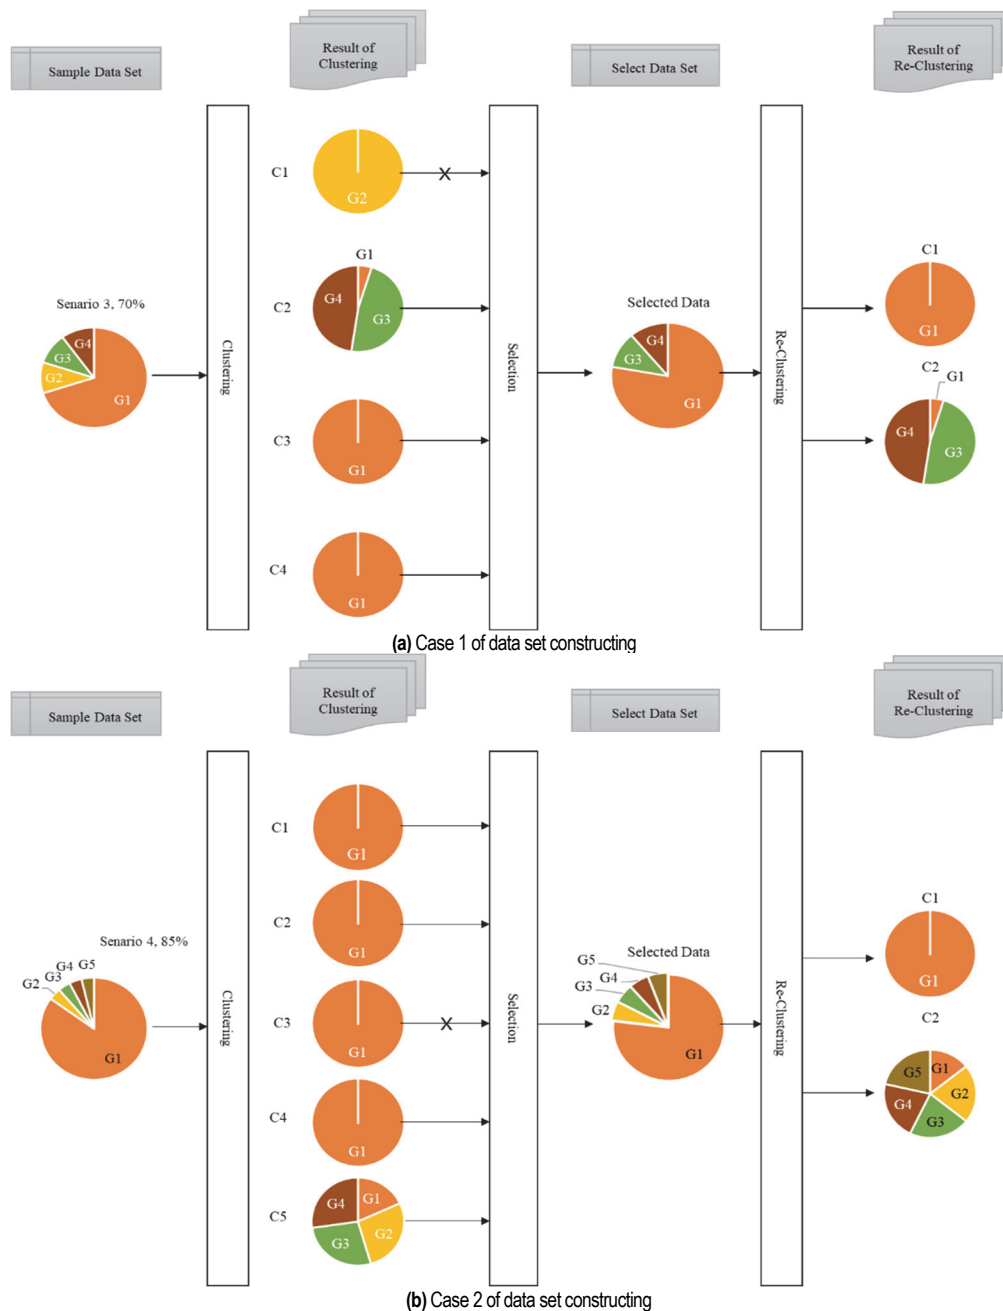 Sample Data Set
Result of
Clustering
Select Data Set
Result of
Re-Clustering
Senario 3, 70%
G4
G3
G2
G1
Clustering
C1
G2
X
C2
G1
G4
G3
C3
G1
C4
G1
Selection
Selected Data
G4
G3
G1
Re-Clustering
C1
G1
C2
G1
G4
G3
(a) Case 1 of data set constructing
Sample Data Set
Result of
Clustering
Select Data Set
Result of
Re-Clustering
Senario 4, 85%
G4
G5
G3
G2
G1
Clustering
C1
G1
C2
G1
C3
G1
X
C4
G1
C5
G4
G1
G3
G2
Selection
Selected Data
G5
G4
G3
G2
G1
Re-Clustering
C1
G1
C2
G5
G1
G2
G4
G3
(b) Case 2 of data set constructing